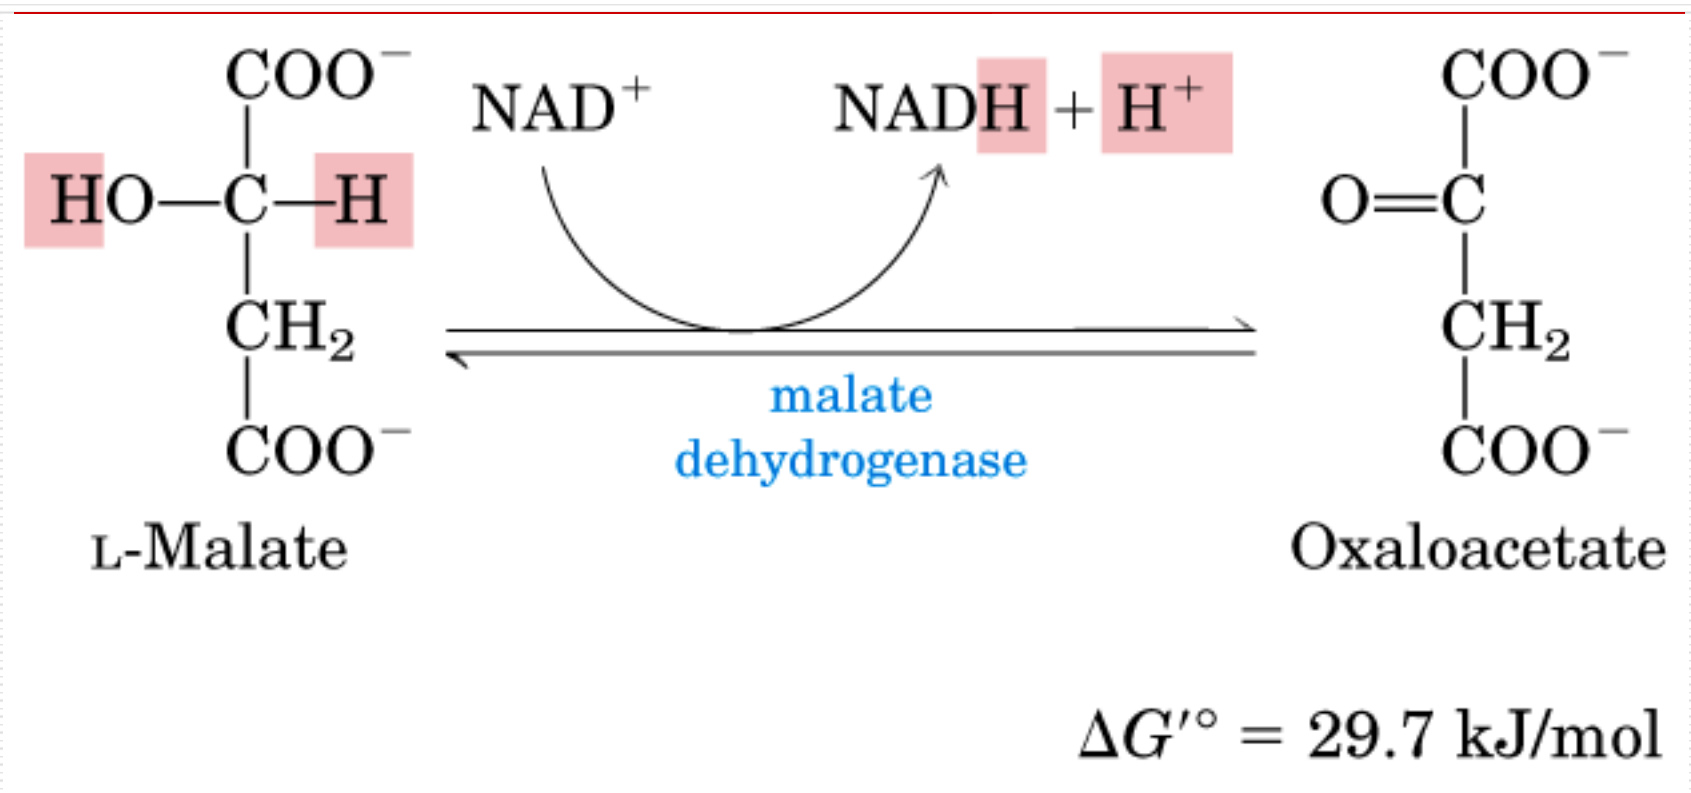 COO⁻ NAD⁺ NADH + H⁺ COO⁻
HO—C—H O=C
CH₂ CH₂
malate
dehydrogenase
COO⁻ COO⁻
L-Malate Oxaloacetate
ΔG′° = 29.7 kJ/mol